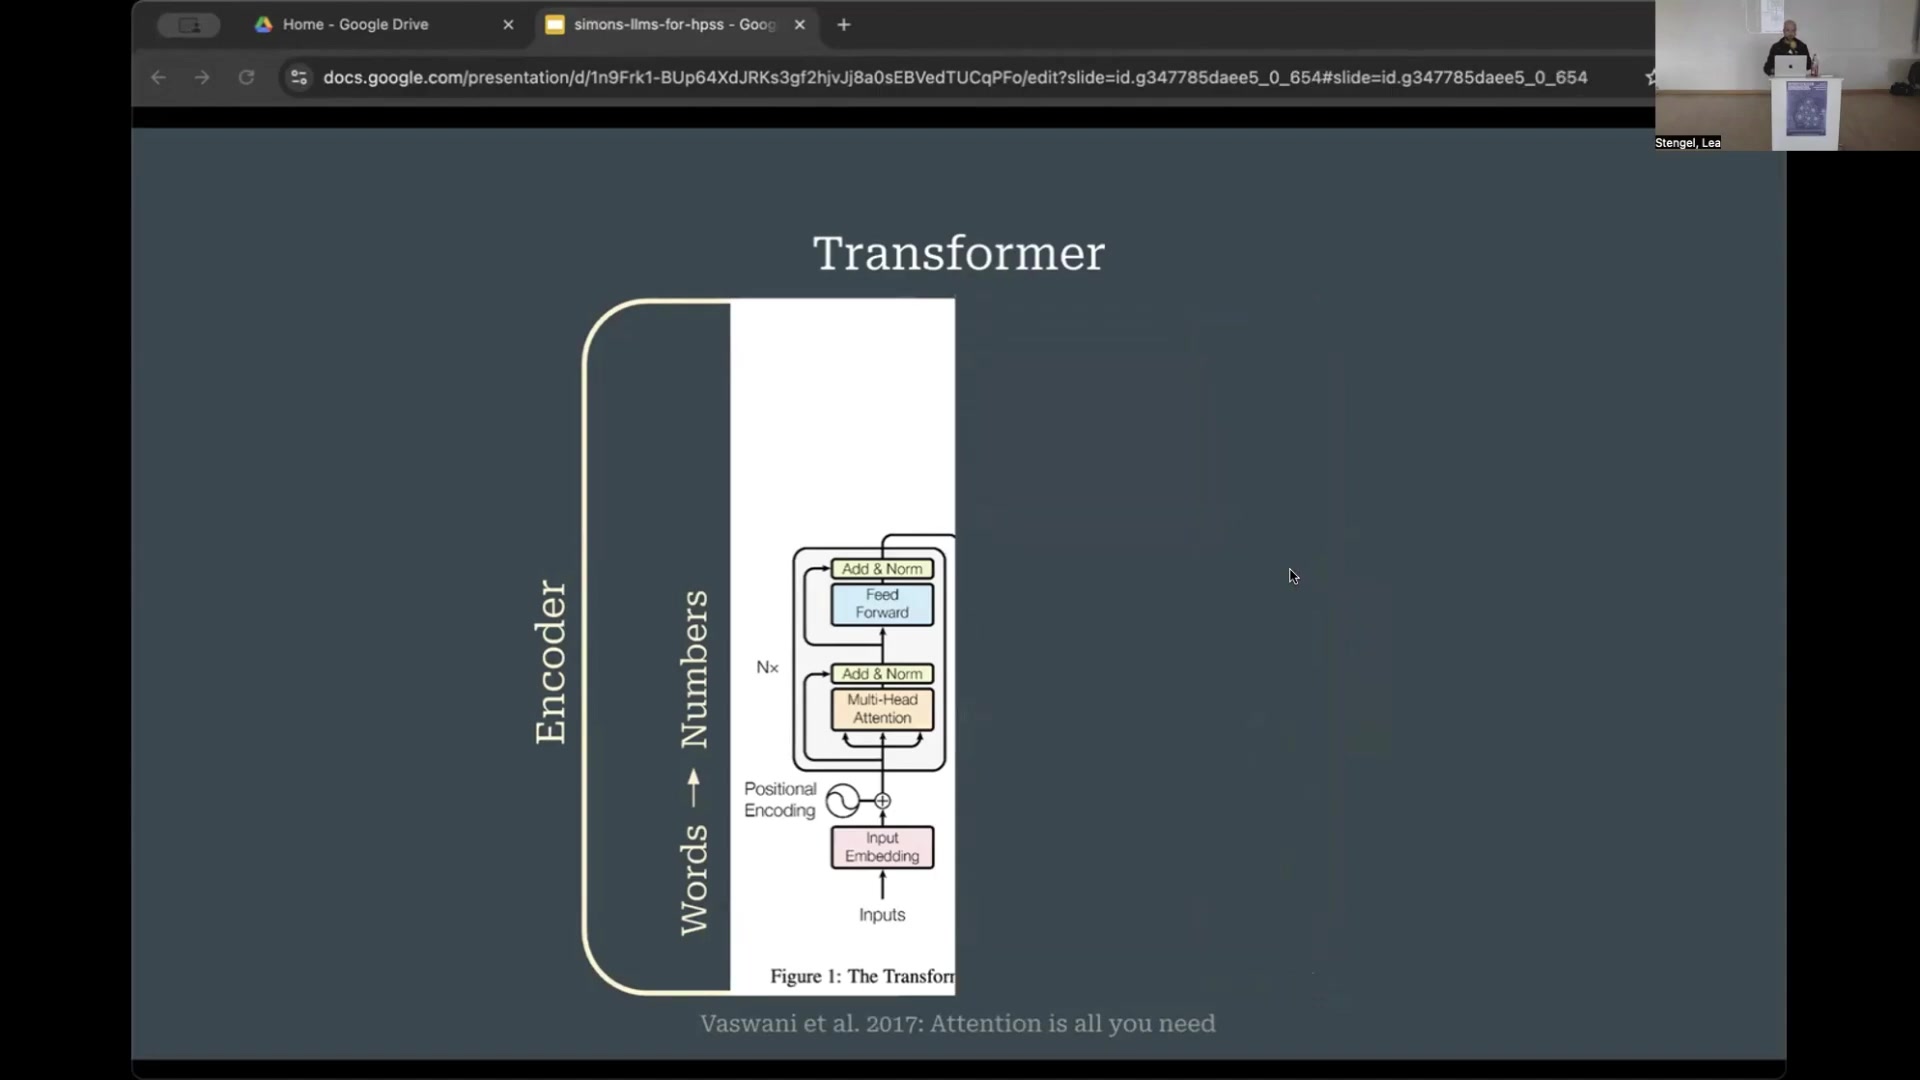 Home - Google Drive
simons-llms-for-hpss - Goog
docs.google.com/presentation/d/1n9Frk1-BUp64XdJRKs3gf2hjvJj8a0sEBVedTUCqPFo/edit?slide=id.g347785daee5_0_654#slide=id.g347785daee5_0_654
Stengel, Lea
Transformer
Encoder
Words → Numbers
Add & Norm
Feed
Forward
Nx
Add & Norm
Multi-Head
Attention
Positional
Encoding
Input
Embedding
Inputs
Figure 1: The Transfor
Vaswani et al. 2017: Attention is all you need